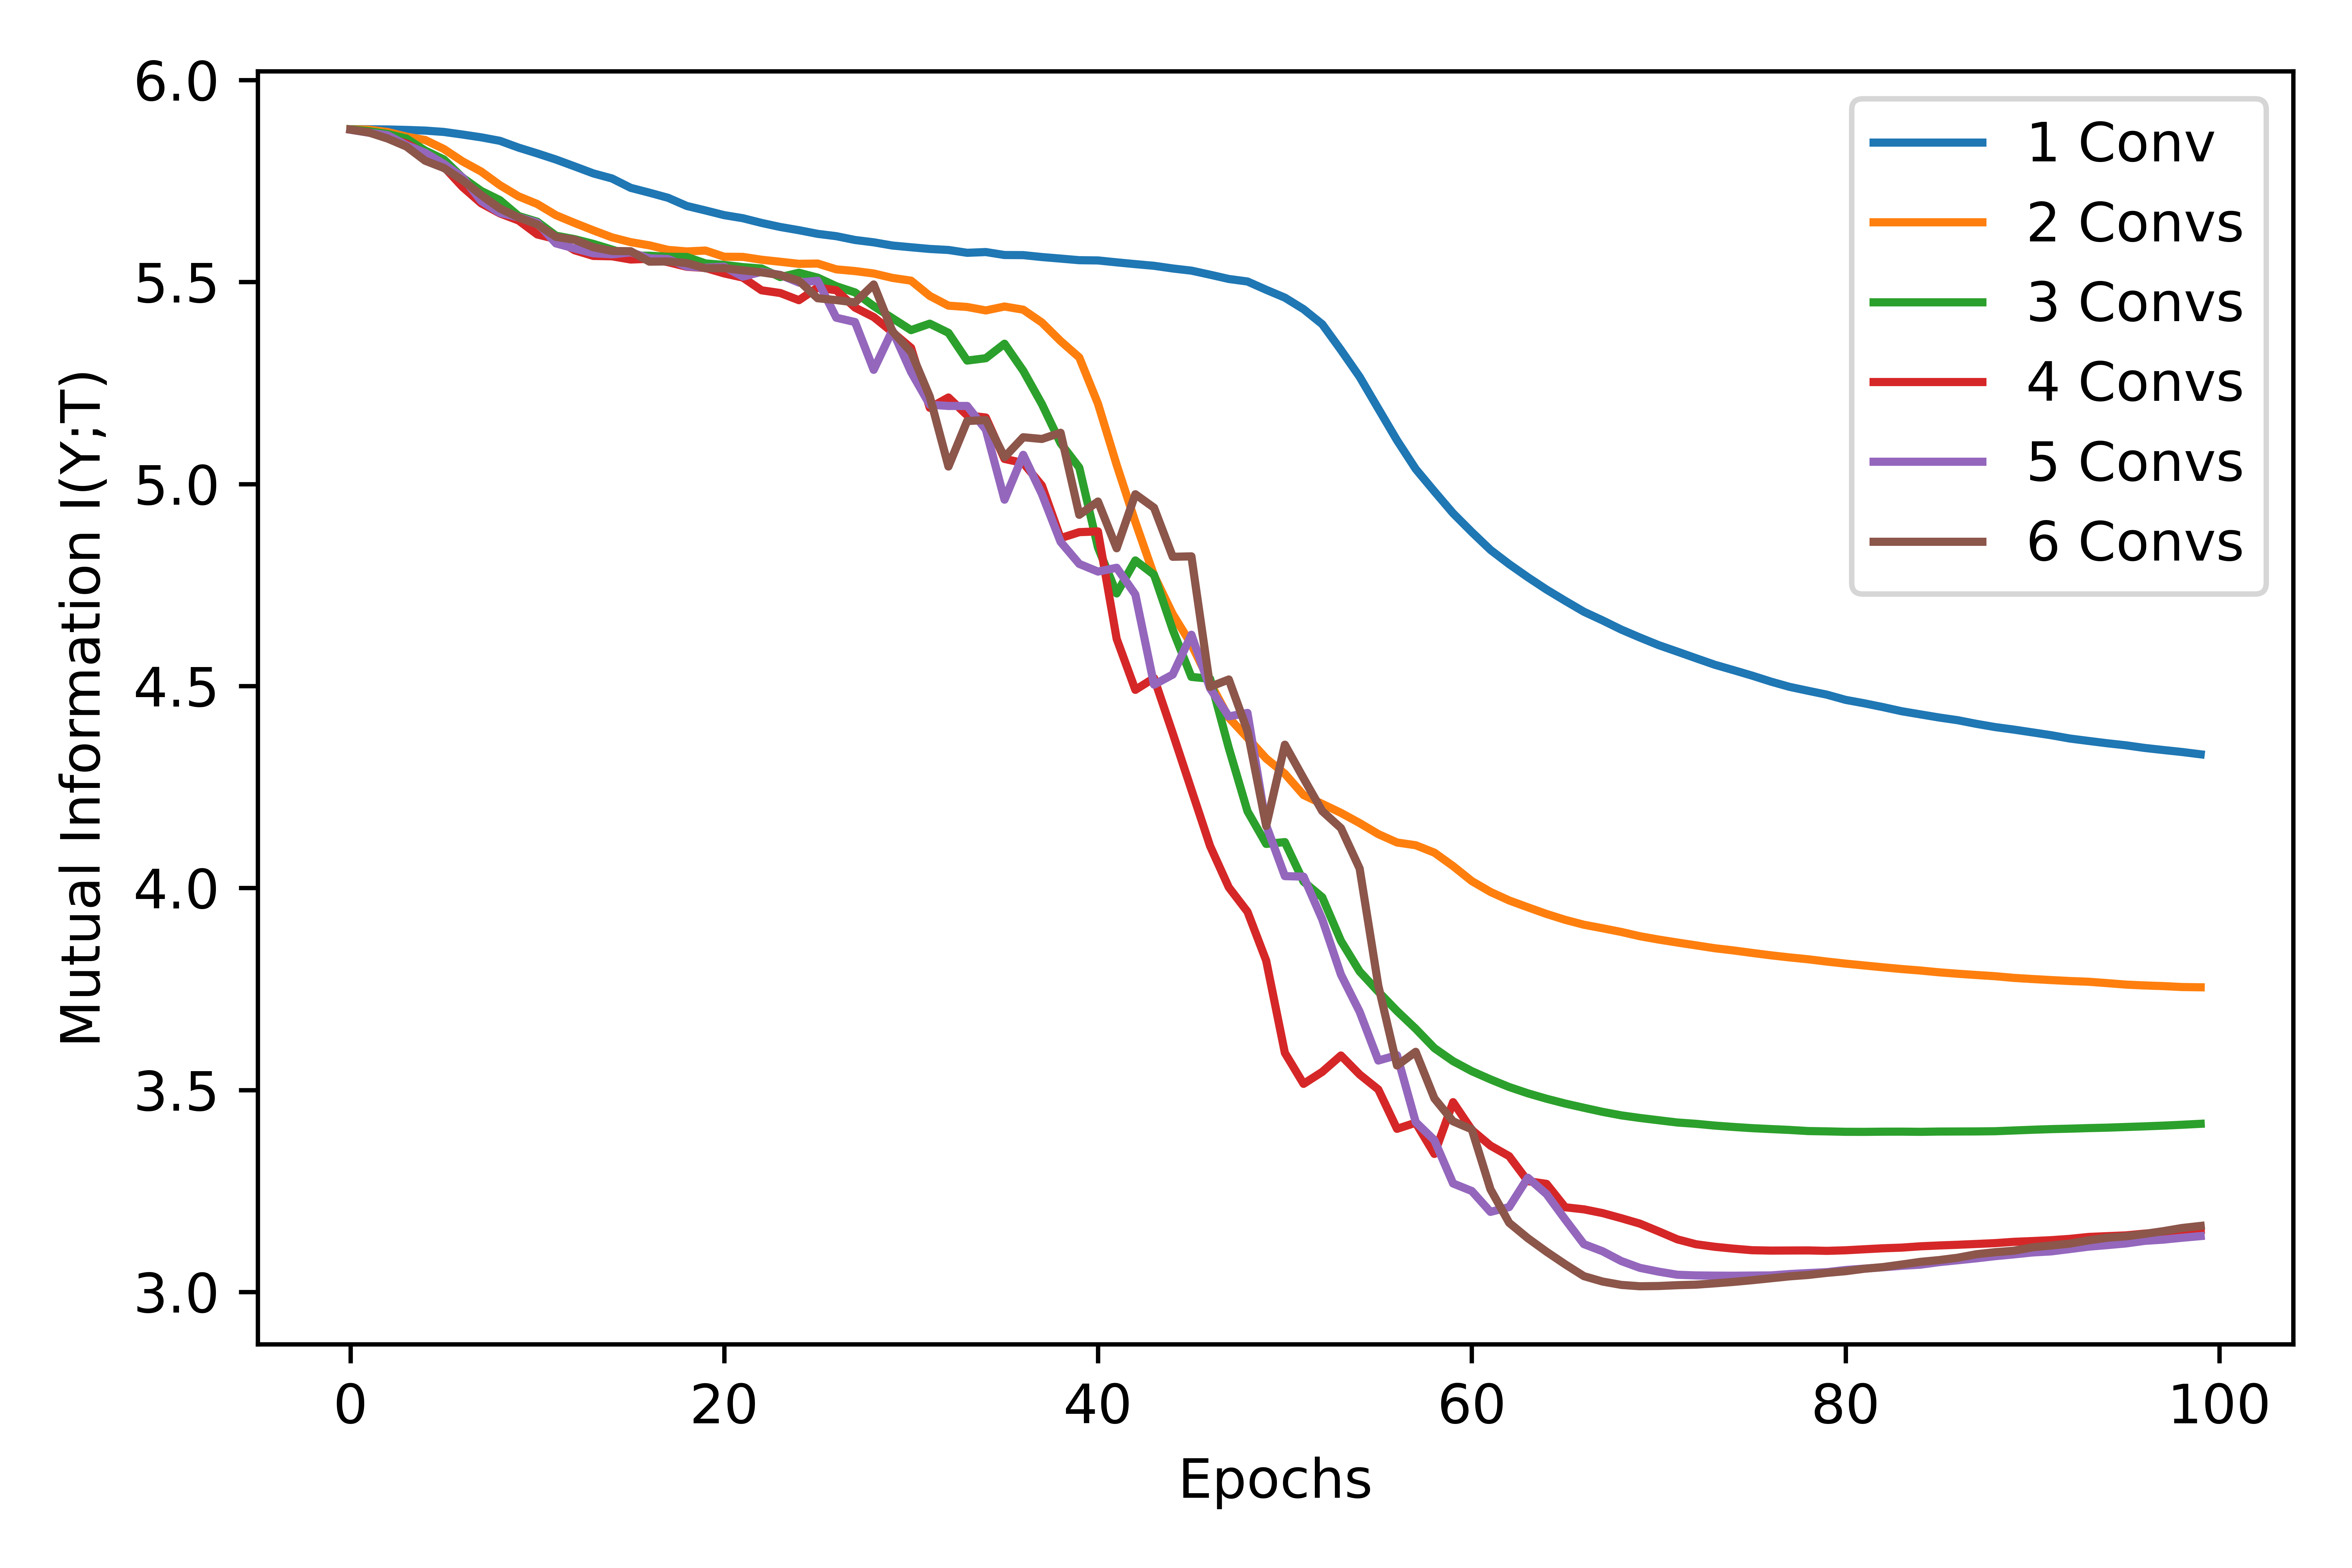 6.0
5.5
5.0
4.5
4.0
3.5
3.0
Mutual Information I(Y;T)
1 Conv
2 Convs
3 Convs
4 Convs
5 Convs
6 Convs
0 20 40 60 80 100
Epochs